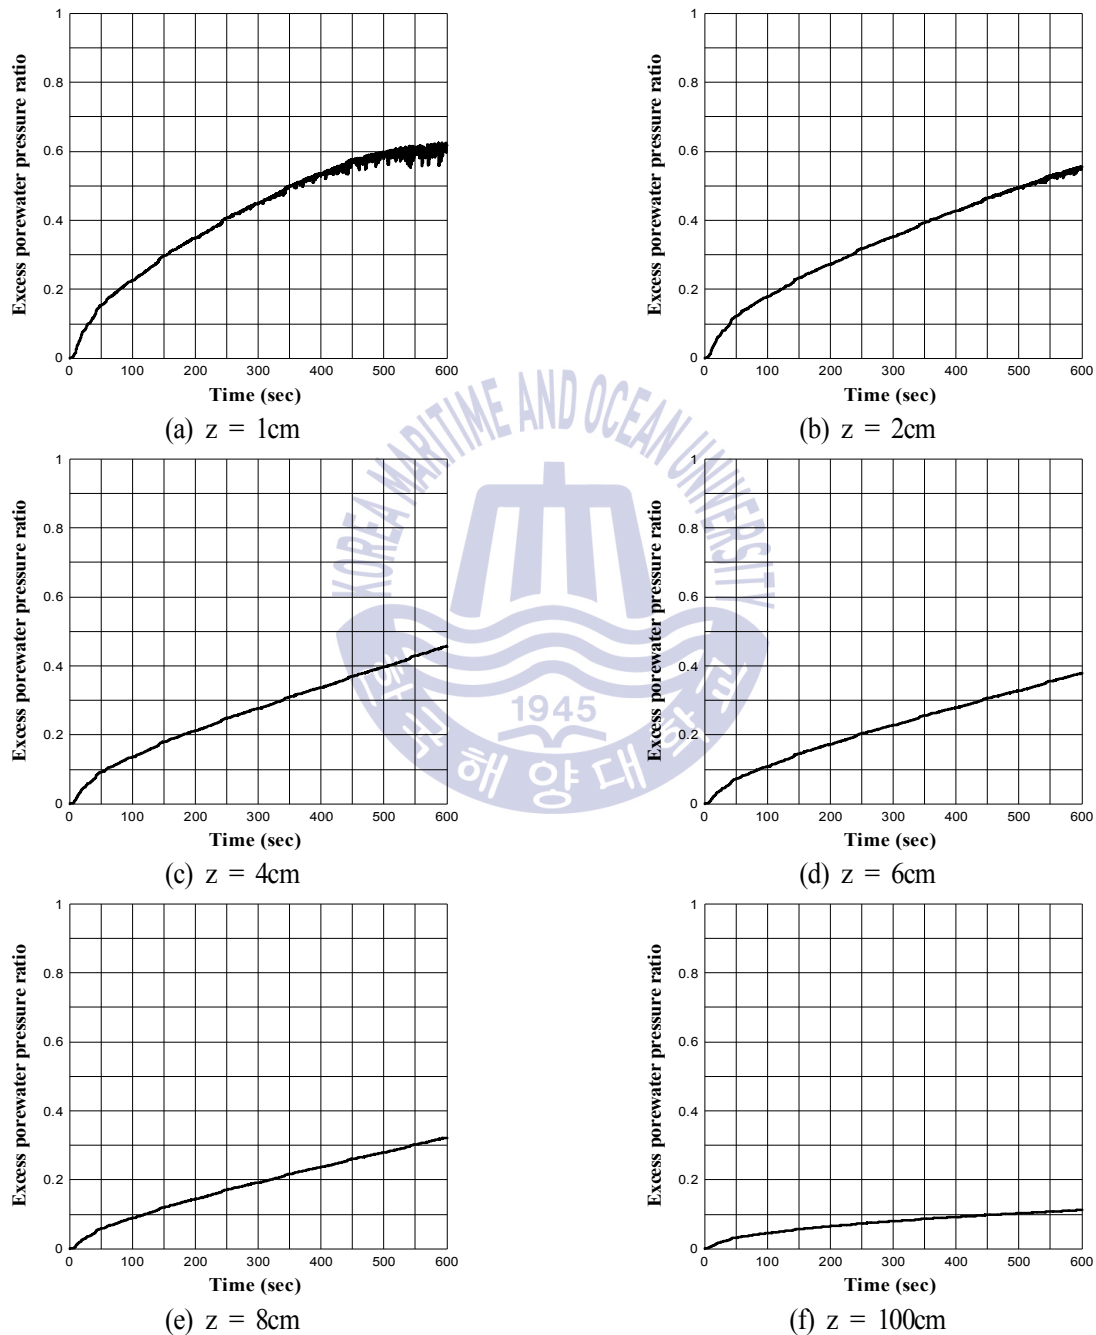 1
0.8
0.6
0.4
0.2
0
0 100 200 300 400 500 600
Excess porewater pressure ratio
Time (sec)
(a) z = 1cm
1
0.8
0.6
0.4
0.2
0
0 100 200 300 400 500 600
Excess porewater pressure ratio
Time (sec)
(b) z = 2cm
KOREA MARITIME AND OCEAN UNIVERSITY
1945
한국해양대학교
1
0.8
0.6
0.4
0.2
0
0 100 200 300 400 500 600
Excess porewater pressure ratio
Time (sec)
(c) z = 4cm
1
0.8
0.6
0.4
0.2
0
0 100 200 300 400 500 600
Excess porewater pressure ratio
Time (sec)
(d) z = 6cm
1
0.8
0.6
0.4
0.2
0
0 100 200 300 400 500 600
Excess porewater pressure ratio
Time (sec)
(e) z = 8cm
1
0.8
0.6
0.4
0.2
0
0 100 200 300 400 500 600
Excess porewater pressure ratio
Time (sec)
(f) z = 100cm